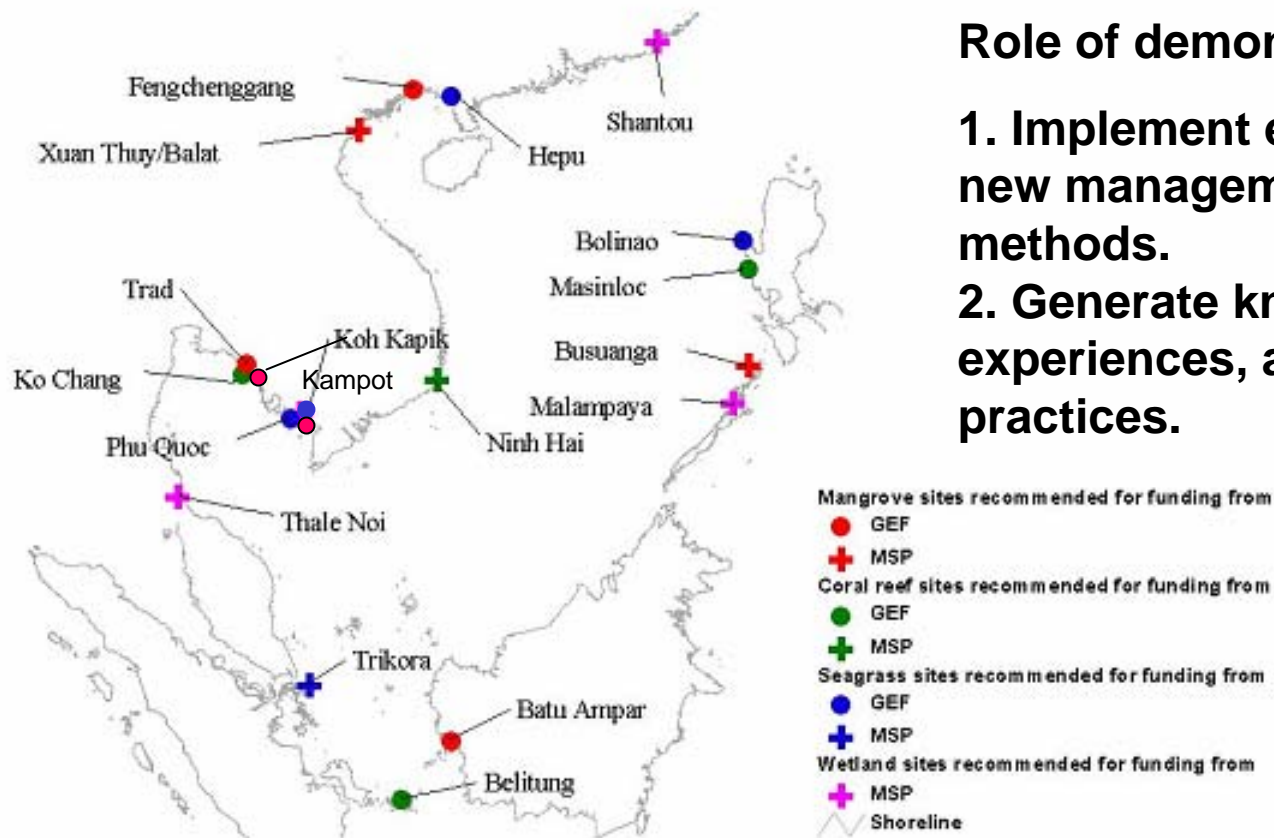 Role of demor
1. Implement e
new managem
methods.
2. Generate kn
experiences, a
practices.
Fengchenggang
Xuan Thuy/Balat
Hepu
Shantou
Bolinao
Masinloc
Trad
Koh Kapik
Ko Chang
Kampot
Busuanga
Malampaya
Phu Quoc
Ninh Hai
Thale Noi
Trikora
Batu Ampar
Belitung
Mangrove sites recommended for funding from
GEF
MSP
Coral reef sites recommended for funding from
GEF
MSP
Seagrass sites recommended for funding from
GEF
MSP
Wetland sites recommended for funding from
MSP
Shoreline